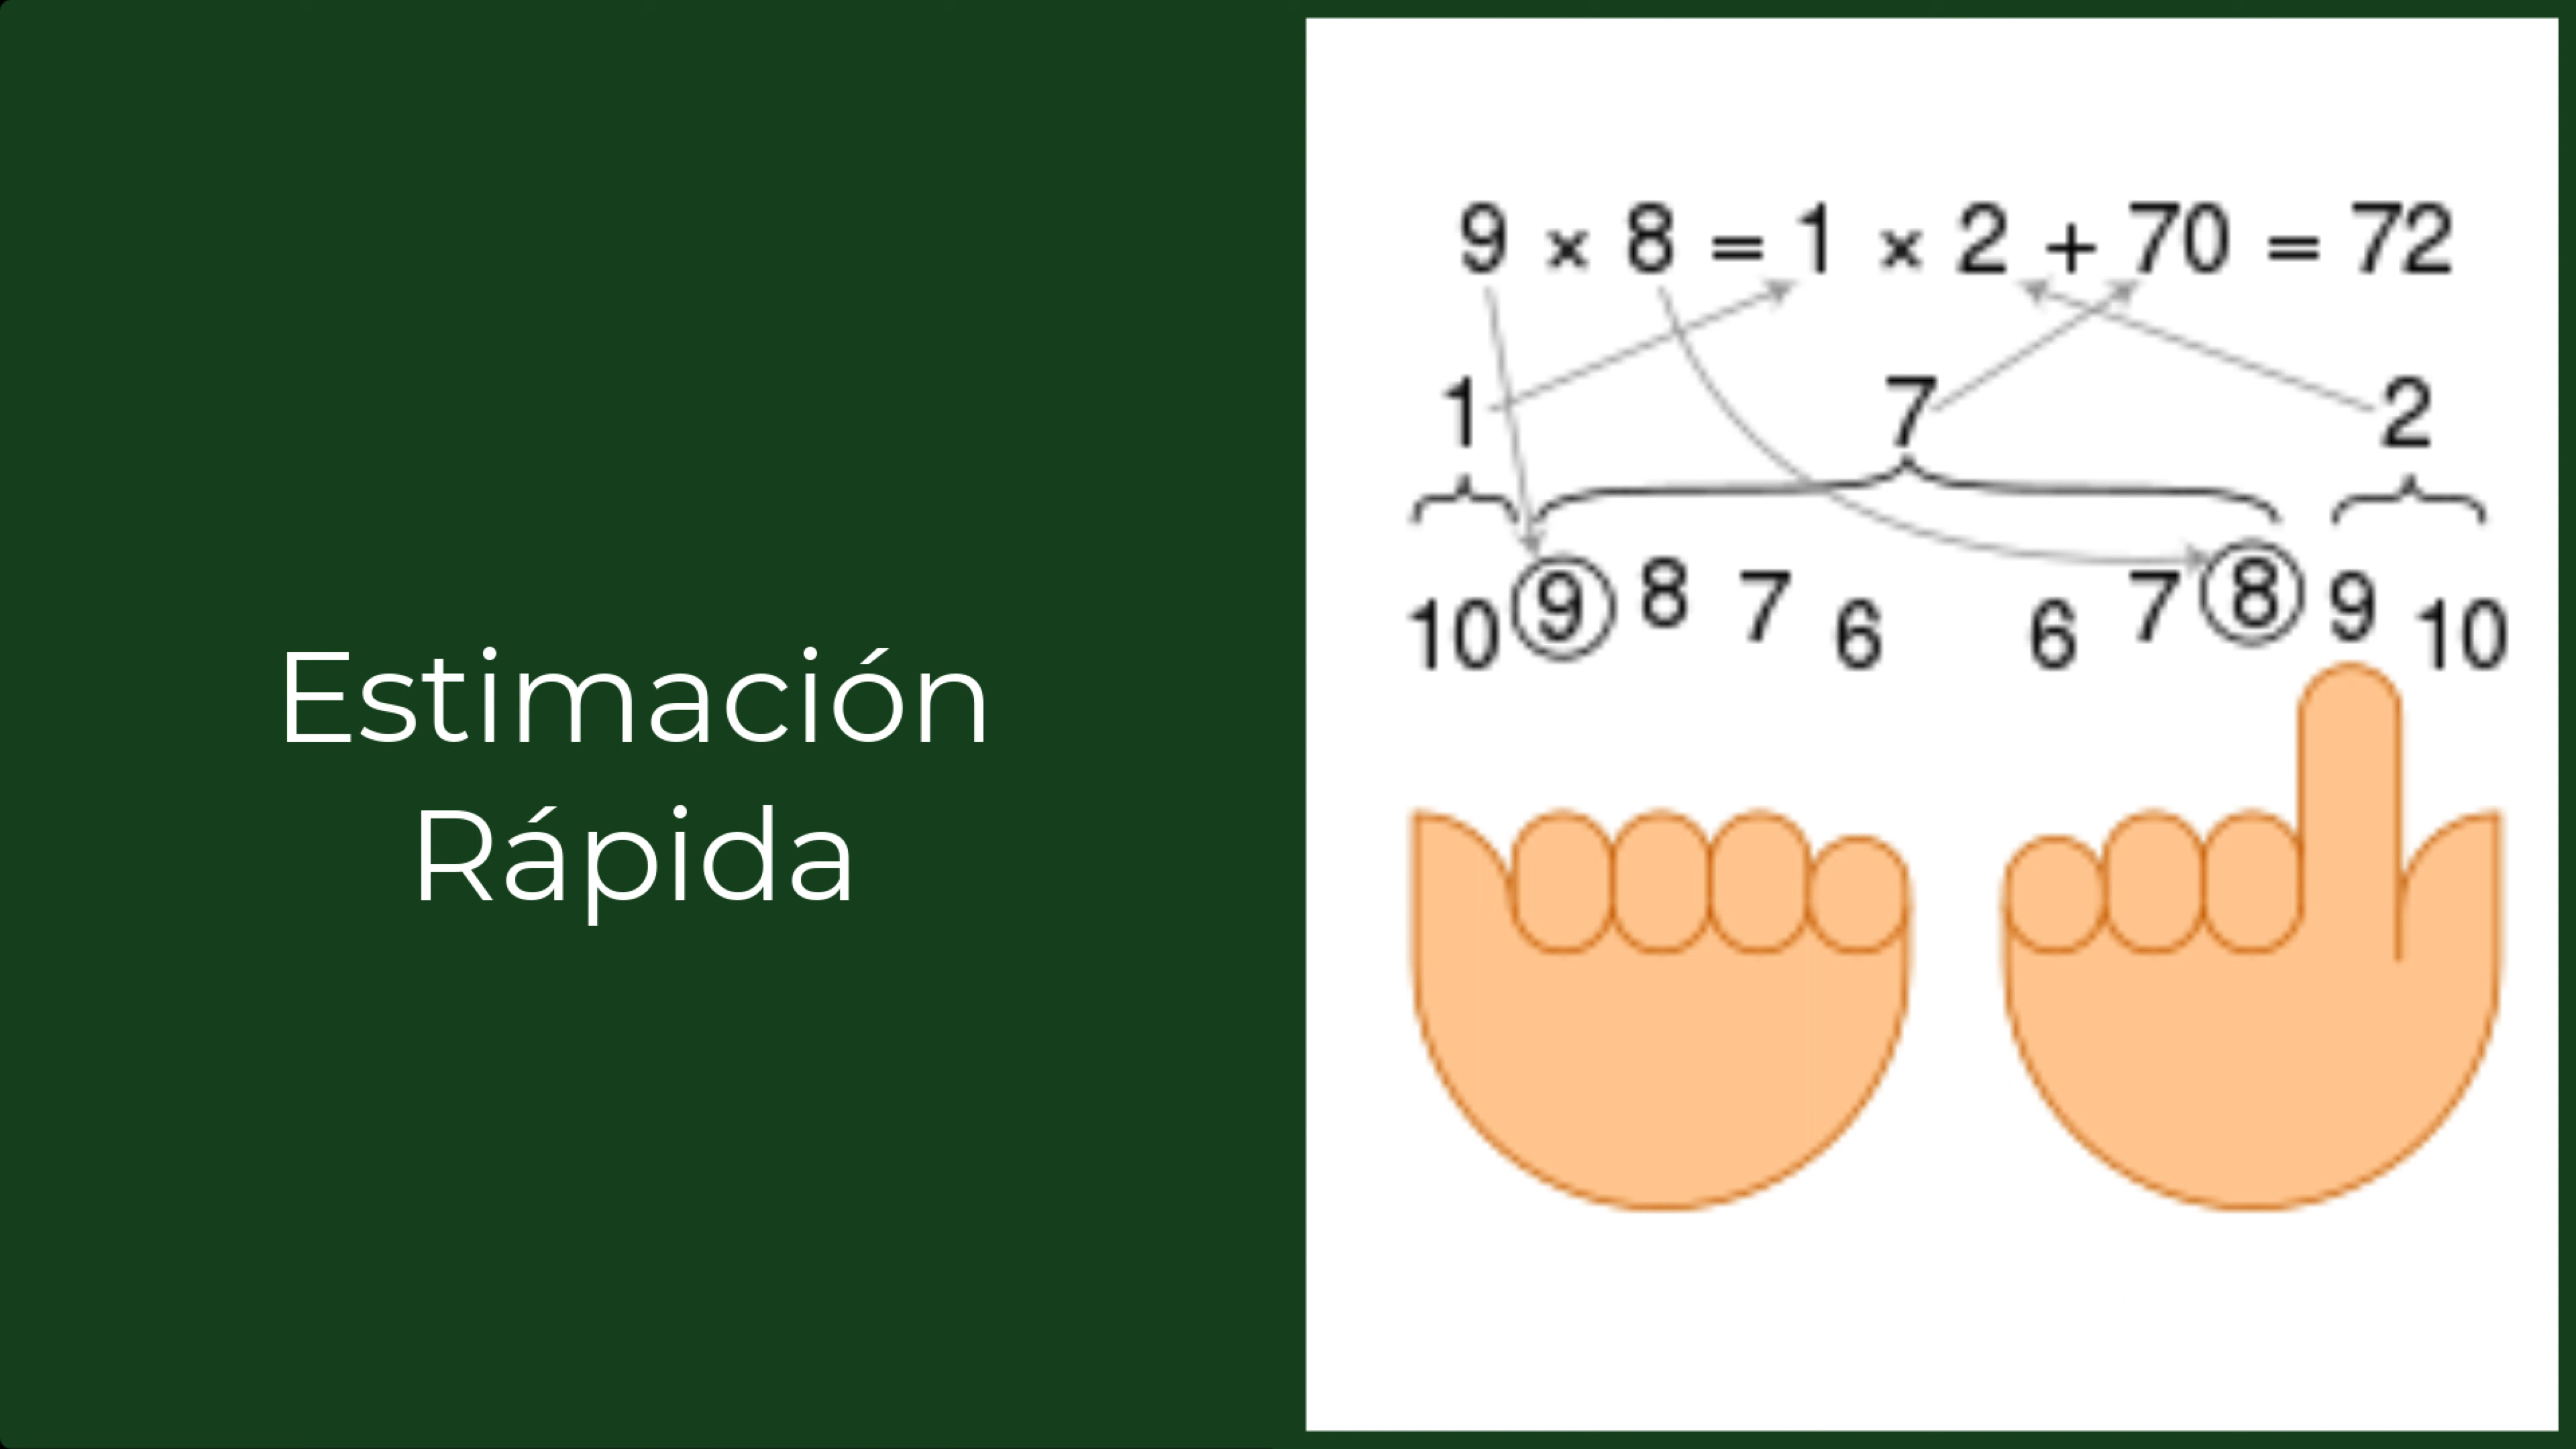 Estimación
Rápida
9 × 8 = 1 × 2 + 70 = 72
1 7 2
10 9 8 7 6 6 7 8 9 10